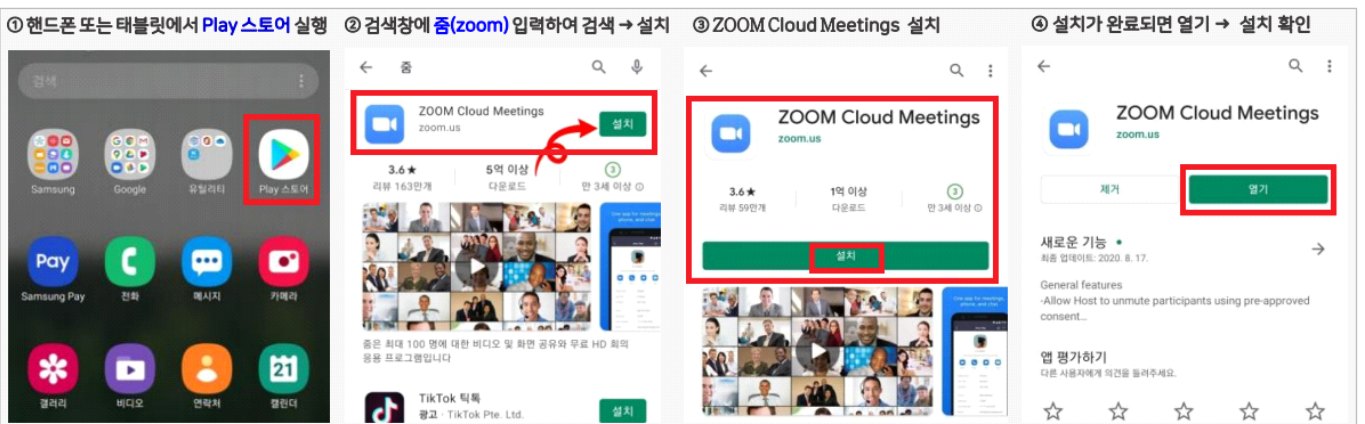 ① 핸드폰 또는 태블릿에서 Play 스토어 실행
검색
Samsung
Google
유틸리티
Play 스토어
Pay
Samsung Pay
전화
메시지
카메라
갤러리
비디오
연락처
21
캘린더
② 검색창에 줌(zoom) 입력하여 검색 → 설치
줌
ZOOM Cloud Meetings
zoom.us
설치
3.6★
리뷰 163만개
5억 이상
다운로드
3
만 3세 이상
줌은 최대 100 명에 대한 비디오 및 화면 공유와 무료 HD 회의
응용 프로그램입니다
TikTok 틱톡
광고 · TikTok Pte. Ltd.
설치
③ ZOOM Cloud Meetings 설치
ZOOM Cloud Meetings
zoom.us
3.6★
리뷰 59만개
1억 이상
다운로드
3
만 3세 이상
설치
④ 설치가 완료되면 열기 → 설치 확인
ZOOM Cloud Meetings
zoom.us
제거
열기
새로운 기능
최종 업데이트: 2020. 8. 17.
General features
-Allow Host to unmute participants using pre-approved
consent...
앱 평가하기
다른 사용자에게 의견을 들려주세요.